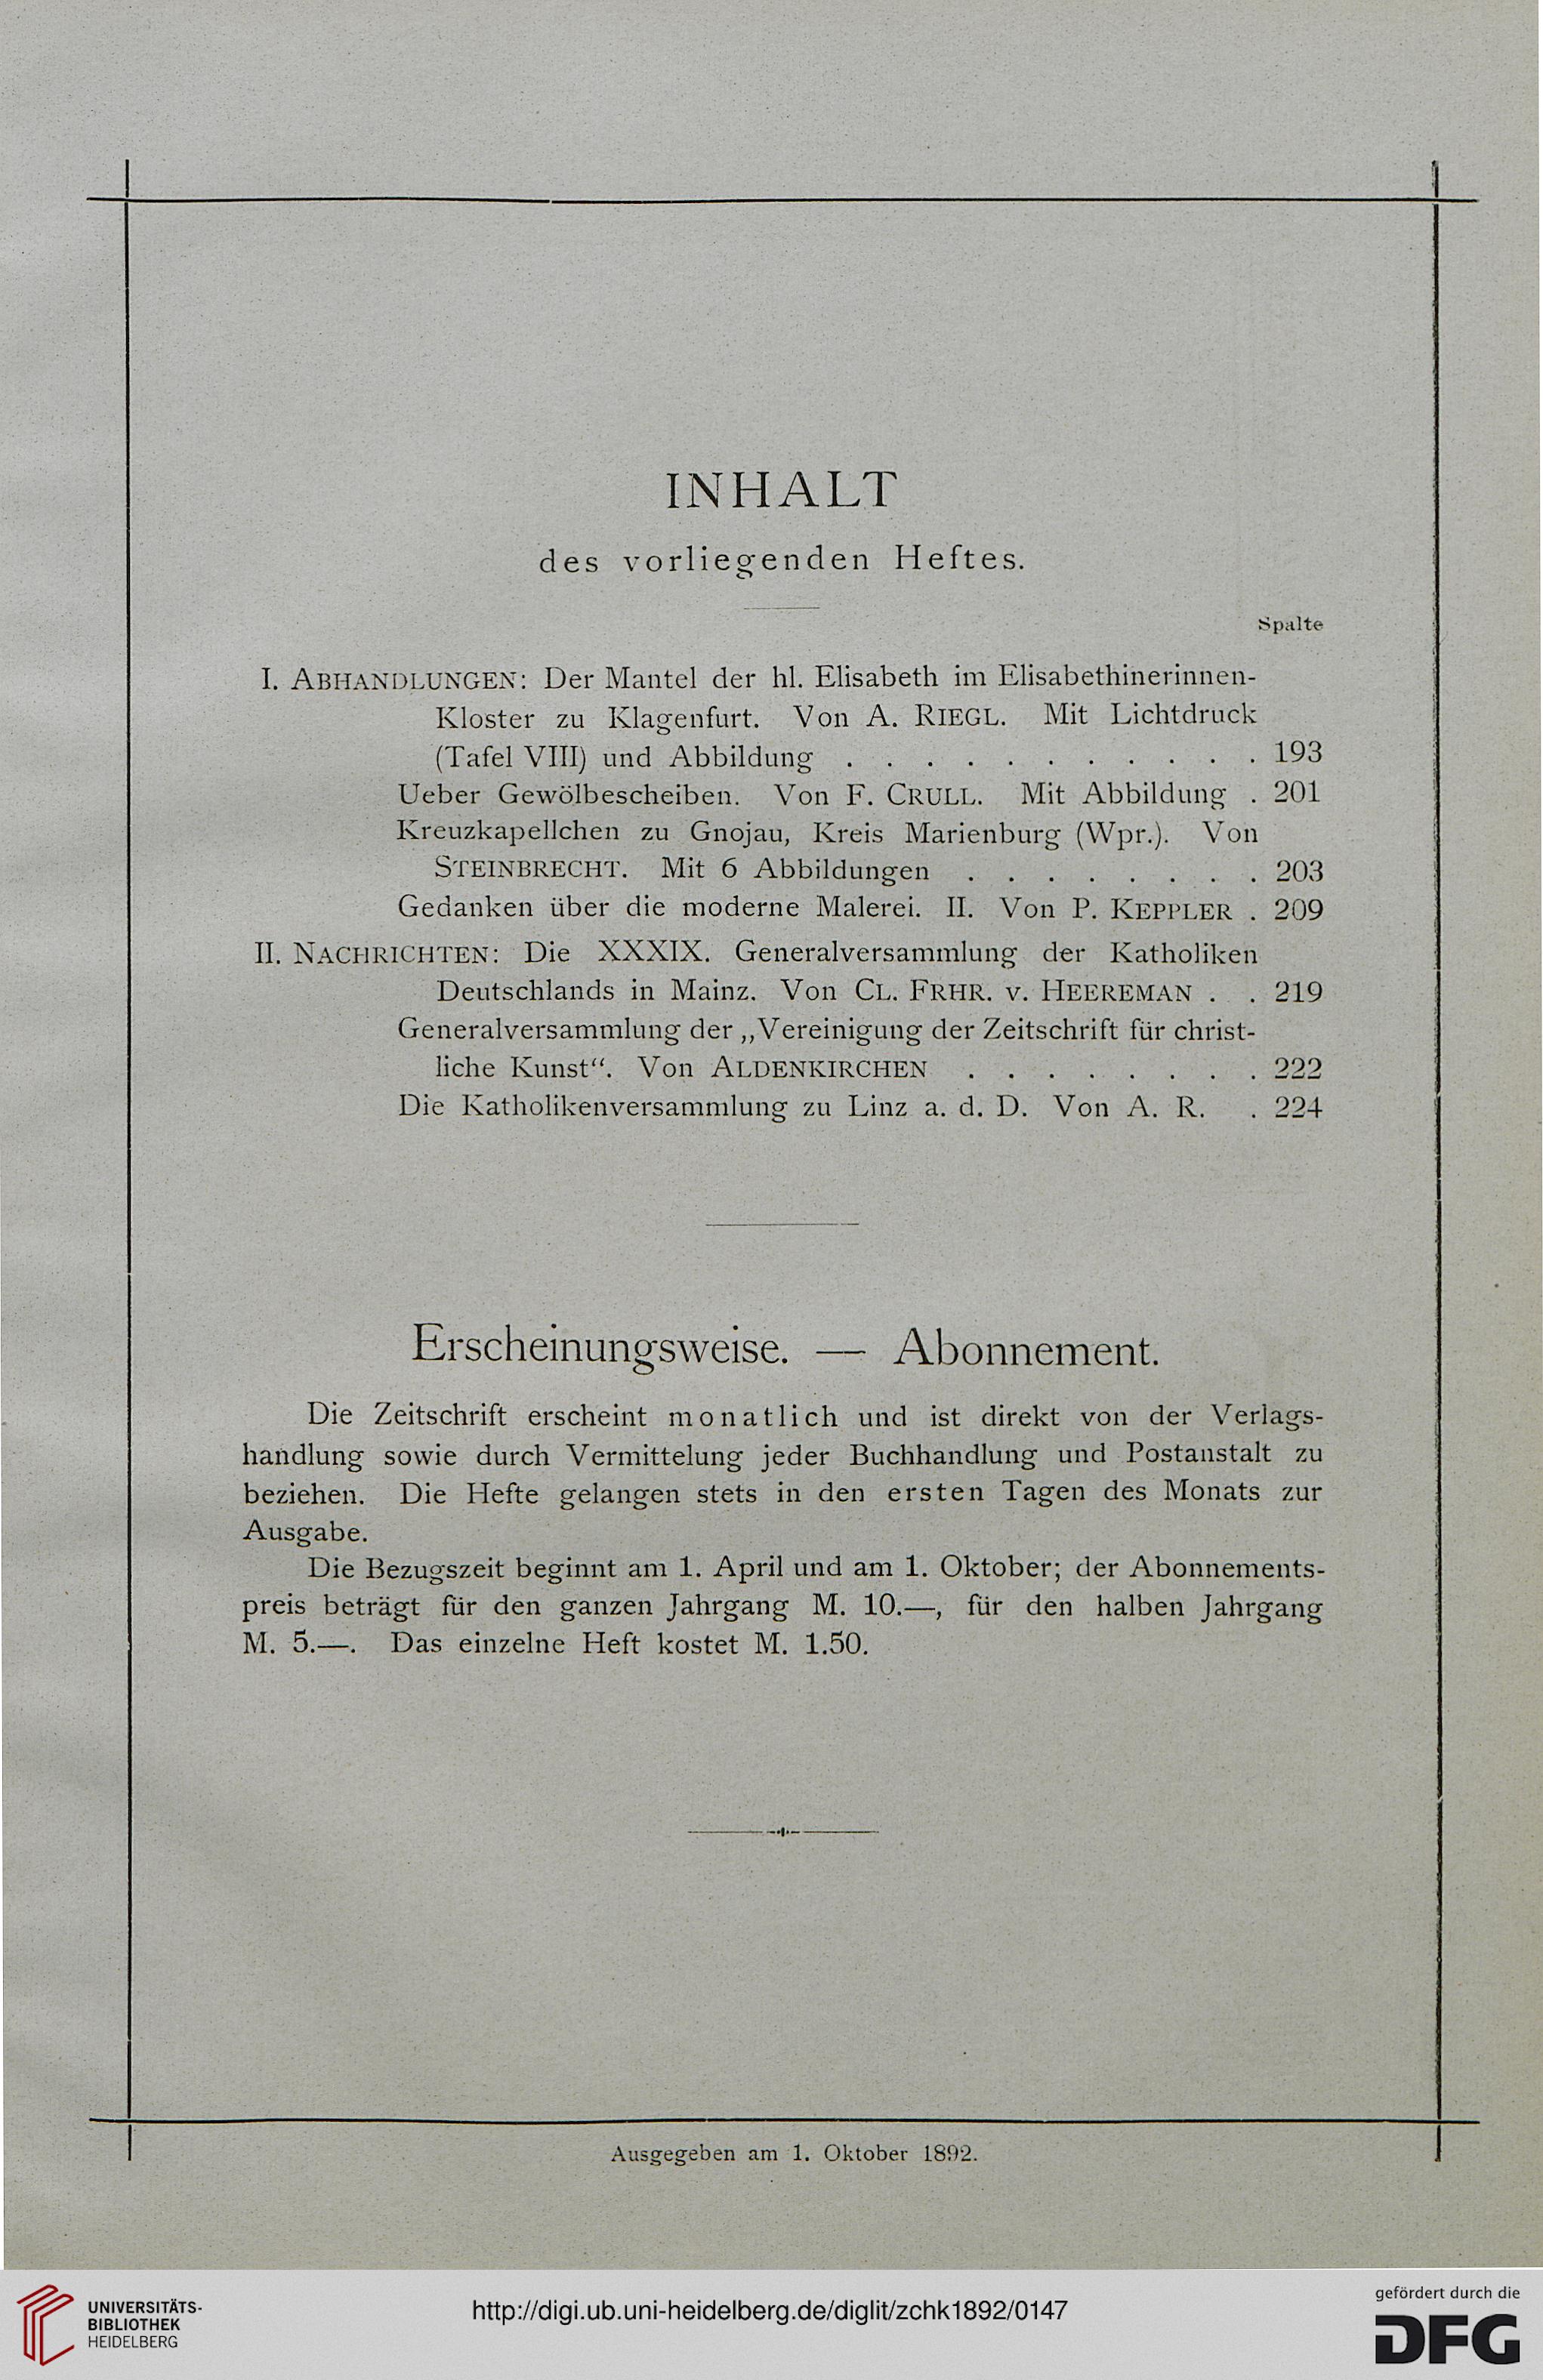 INHALT
des vorliegenden Heftes.
Spalte
I. ABHANDLUNGEN: Der Mantel der hl. Elisabeth im Elisabethinerinnen-
Kloster zu Klagenfurt. Von A. RIEGL. Mit Lichtdruck
(Tafel VIII) und Abbildung . . . . . . . . . . . 193
Ueber Gewölbescheiben. Von F. CRULL. Mit Abbildung . 201
Kreuzkapellchen zu Gnojau, Kreis Marienburg (Wpr.). Von
STEINBRECHT. Mit 6 Abbildungen . . . . . . . . 203
Gedanken über die moderne Malerei. II. Von P. KEPPLER . 209
II. NACHRICHTEN: Die XXXIX. Generalversammlung der Katholiken
Deutschlands in Mainz. Von CL. FRHR. v. HEEREMAN . . 219
Generalversammlung der „Vereinigung der Zeitschrift für christ-
liche Kunst“. Von ALDENKIRCHEN . . . . . . . . 222
Die Katholikenversammlung zu Linz a. d. D. Von A. R. . 224
Erscheinungsweise. — Abonnement.
Die Zeitschrift erscheint monatlich und ist direkt von der Verlags-
handlung sowie durch Vermittelung jeder Buchhandlung und Postanstalt zu
beziehen. Die Hefte gelangen stets in den ersten Tagen des Monats zur
Ausgabe.
Die Bezugszeit beginnt am 1. April und am 1. Oktober; der Abonnements-
preis beträgt für den ganzen Jahrgang M. 10.—, für den halben Jahrgang
M. 5.—. Das einzelne Heft kostet M. 1.50.
Ausgegeben am 1. Oktober 1892.
UNIVERSITÄTS-
BIBLIOTHEK
HEIDELBERG
http://digi.ub.uni-heidelberg.de/diglit/zchk1892/0147
gefördert durch die
DFG